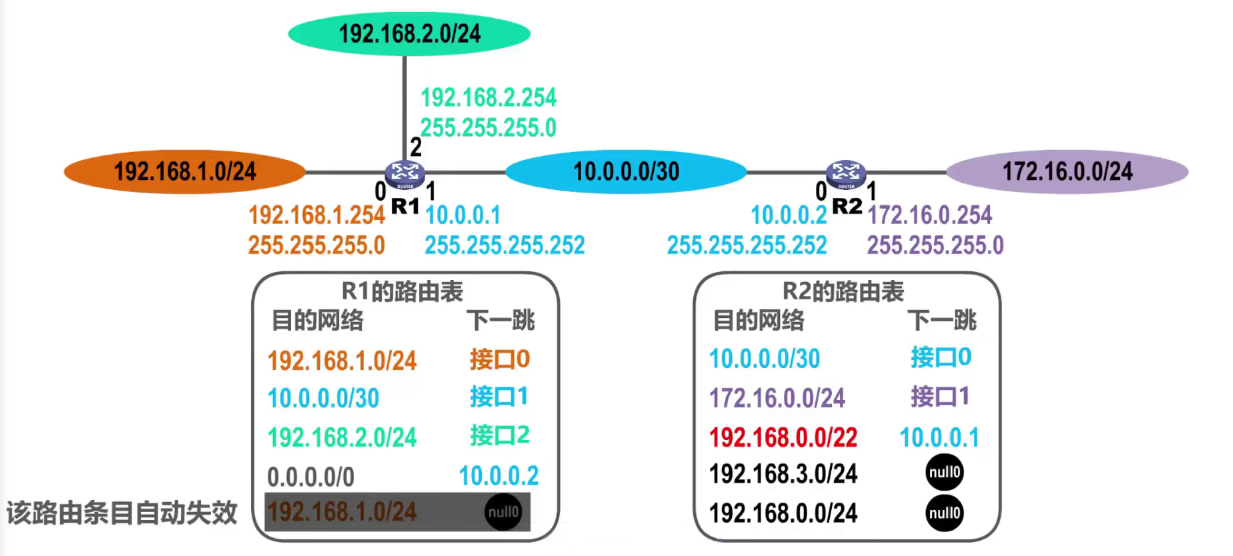 192.168.2.0/24
192.168.2.254
255.255.255.0
2
192.168.1.0/24
10.0.0.0/30
172.16.0.0/24
ROUTER
ROUTER
0
1
0
1
R1
R2
192.168.1.254
10.0.0.1
10.0.0.2
172.16.0.254
255.255.255.0
255.255.255.252
255.255.255.252
255.255.255.0
R1的路由表
目的网络 下一跳
192.168.1.0/24 接口0
10.0.0.0/30 接口1
192.168.2.0/24 接口2
0.0.0.0/0 10.0.0.2
该路由条目自动失效 192.168.1.0/24 null0
R2的路由表
目的网络 下一跳
10.0.0.0/30 接口0
172.16.0.0/24 接口1
192.168.0.0/22 10.0.0.1
192.168.3.0/24 null0
192.168.0.0/24 null0